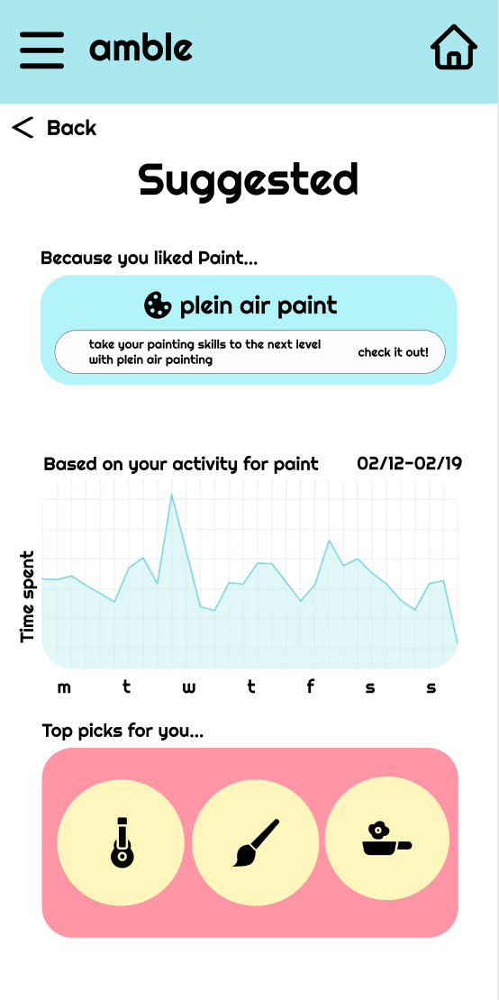 amble
Back
Suggested
Because you liked Paint...
plein air paint
take your painting skills to the next level
with plein air painting
check it out!
Based on your activity for paint
02/12-02/19
Time spent
m t w t f s s
Top picks for you...